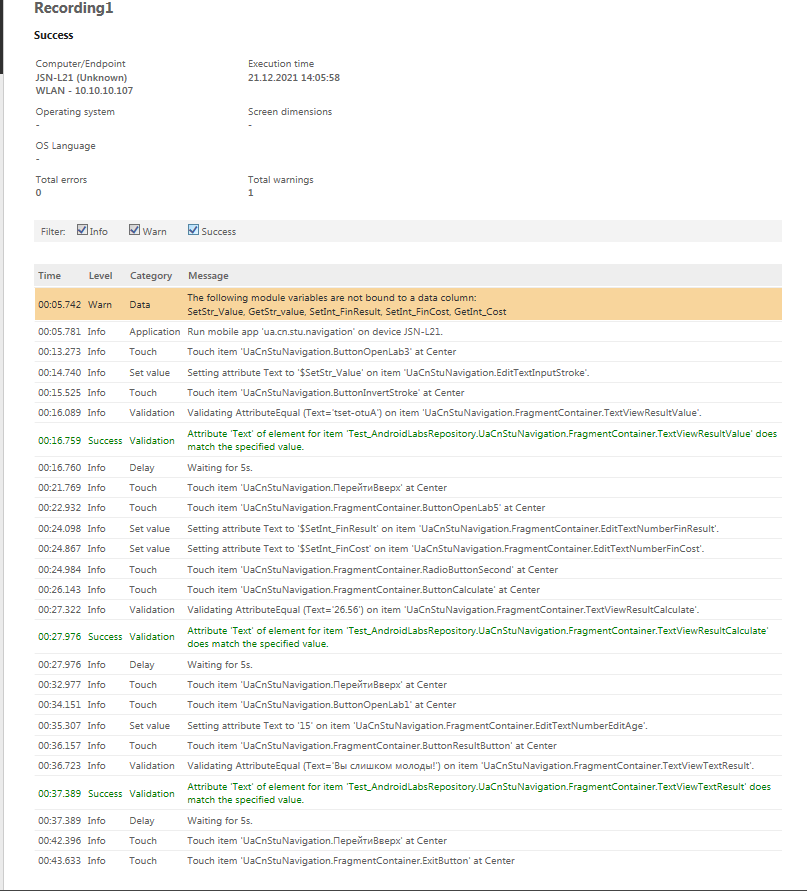 Recording1
Success
Computer/Endpoint
JSN-L21 (Unknown)
WLAN - 10.10.10.107
Execution time
21.12.2021 14:05:58
Operating system
-
Screen dimensions
-
OS Language
-
Total errors
0
Total warnings
1
Filter: Info Warn Success
Time Level Category Message
00:05.742 Warn Data The following module variables are not bound to a data column:
SetStr_Value, GetStr_value, SetInt_FinResult, SetInt_FinCost, GetInt_Cost
00:05.781 Info Application Run mobile app 'ua.cn.stu.navigation' on device JSN-L21.
00:13.273 Info Touch Touch item 'UaCnStuNavigation.ButtonOpenLab3' at Center
00:14.740 Info Set value Setting attribute Text to '$SetStr_Value' on item 'UaCnStuNavigation.EditTextInputStroke'.
00:15.525 Info Touch Touch item 'UaCnStuNavigation.ButtonInvertStroke' at Center
00:16.089 Info Validation Validating AttributeEqual (Text='tset-otuA') on item 'UaCnStuNavigation.FragmentContainer.TextViewResultValue'.
00:16.759 Success Validation Attribute 'Text' of element for item 'Test_AndroidLabsRepository.UaCnStuNavigation.FragmentContainer.TextViewResultValue' does
match the specified value.
00:16.760 Info Delay Waiting for 5s.
00:21.769 Info Touch Touch item 'UaCnStuNavigation.ПерейтиВверх' at Center
00:22.932 Info Touch Touch item 'UaCnStuNavigation.FragmentContainer.ButtonOpenLab5' at Center
00:24.098 Info Set value Setting attribute Text to '$SetInt_FinResult' on item 'UaCnStuNavigation.FragmentContainer.EditTextNumberFinResult'.
00:24.867 Info Set value Setting attribute Text to '$SetInt_FinCost' on item 'UaCnStuNavigation.FragmentContainer.EditTextNumberFinCost'.
00:24.984 Info Touch Touch item 'UaCnStuNavigation.FragmentContainer.RadioButtonSecond' at Center
00:26.143 Info Touch Touch item 'UaCnStuNavigation.FragmentContainer.ButtonCalculate' at Center
00:27.322 Info Validation Validating AttributeEqual (Text='26.56') on item 'UaCnStuNavigation.FragmentContainer.TextViewResultCalculate'.
00:27.976 Success Validation Attribute 'Text' of element for item 'Test_AndroidLabsRepository.UaCnStuNavigation.FragmentContainer.TextViewResultCalculate'
does match the specified value.
00:27.976 Info Delay Waiting for 5s.
00:32.977 Info Touch Touch item 'UaCnStuNavigation.ПерейтиВверх' at Center
00:34.151 Info Touch Touch item 'UaCnStuNavigation.ButtonOpenLab1' at Center
00:35.307 Info Set value Setting attribute Text to '15' on item 'UaCnStuNavigation.FragmentContainer.EditTextNumberEditAge'.
00:36.157 Info Touch Touch item 'UaCnStuNavigation.FragmentContainer.ButtonResultButton' at Center
00:36.723 Info Validation Validating AttributeEqual (Text='Вы слишком молоды!') on item 'UaCnStuNavigation.FragmentContainer.TextViewTextResult'.
00:37.389 Success Validation Attribute 'Text' of element for item 'Test_AndroidLabsRepository.UaCnStuNavigation.FragmentContainer.TextViewTextResult' does
match the specified value.
00:37.389 Info Delay Waiting for 5s.
00:42.396 Info Touch Touch item 'UaCnStuNavigation.ПерейтиВверх' at Center
00:43.633 Info Touch Touch item 'UaCnStuNavigation.FragmentContainer.ExitButton' at Center